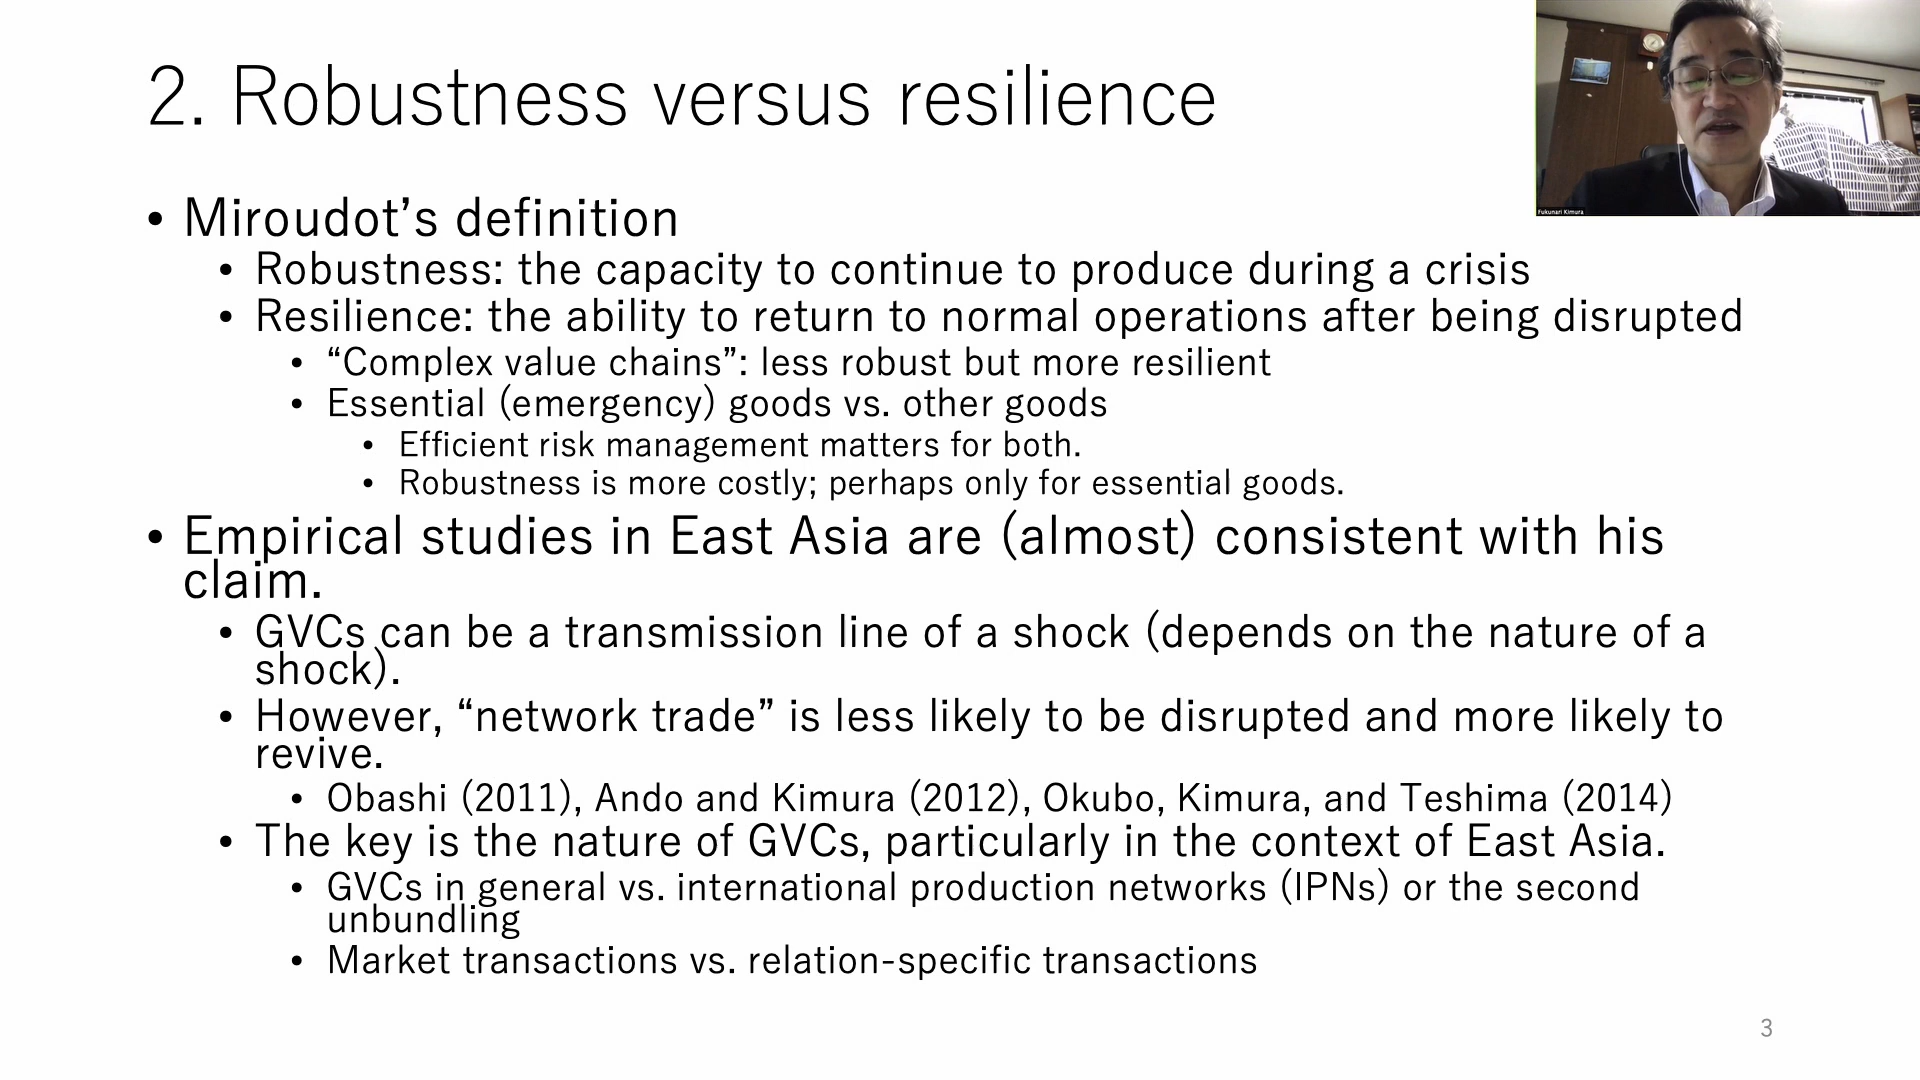 2. Robustness versus resilience
Fukunari Kimura
• Miroudot’s definition
• Robustness: the capacity to continue to produce during a crisis
• Resilience: the ability to return to normal operations after being disrupted
• “Complex value chains”: less robust but more resilient
• Essential (emergency) goods vs. other goods
• Efficient risk management matters for both.
• Robustness is more costly; perhaps only for essential goods.
• Empirical studies in East Asia are (almost) consistent with his
claim.
• GVCs can be a transmission line of a shock (depends on the nature of a
shock).
• However, “network trade” is less likely to be disrupted and more likely to
revive.
• Obashi (2011), Ando and Kimura (2012), Okubo, Kimura, and Teshima (2014)
• The key is the nature of GVCs, particularly in the context of East Asia.
• GVCs in general vs. international production networks (IPNs) or the second
unbundling
• Market transactions vs. relation-specific transactions
3